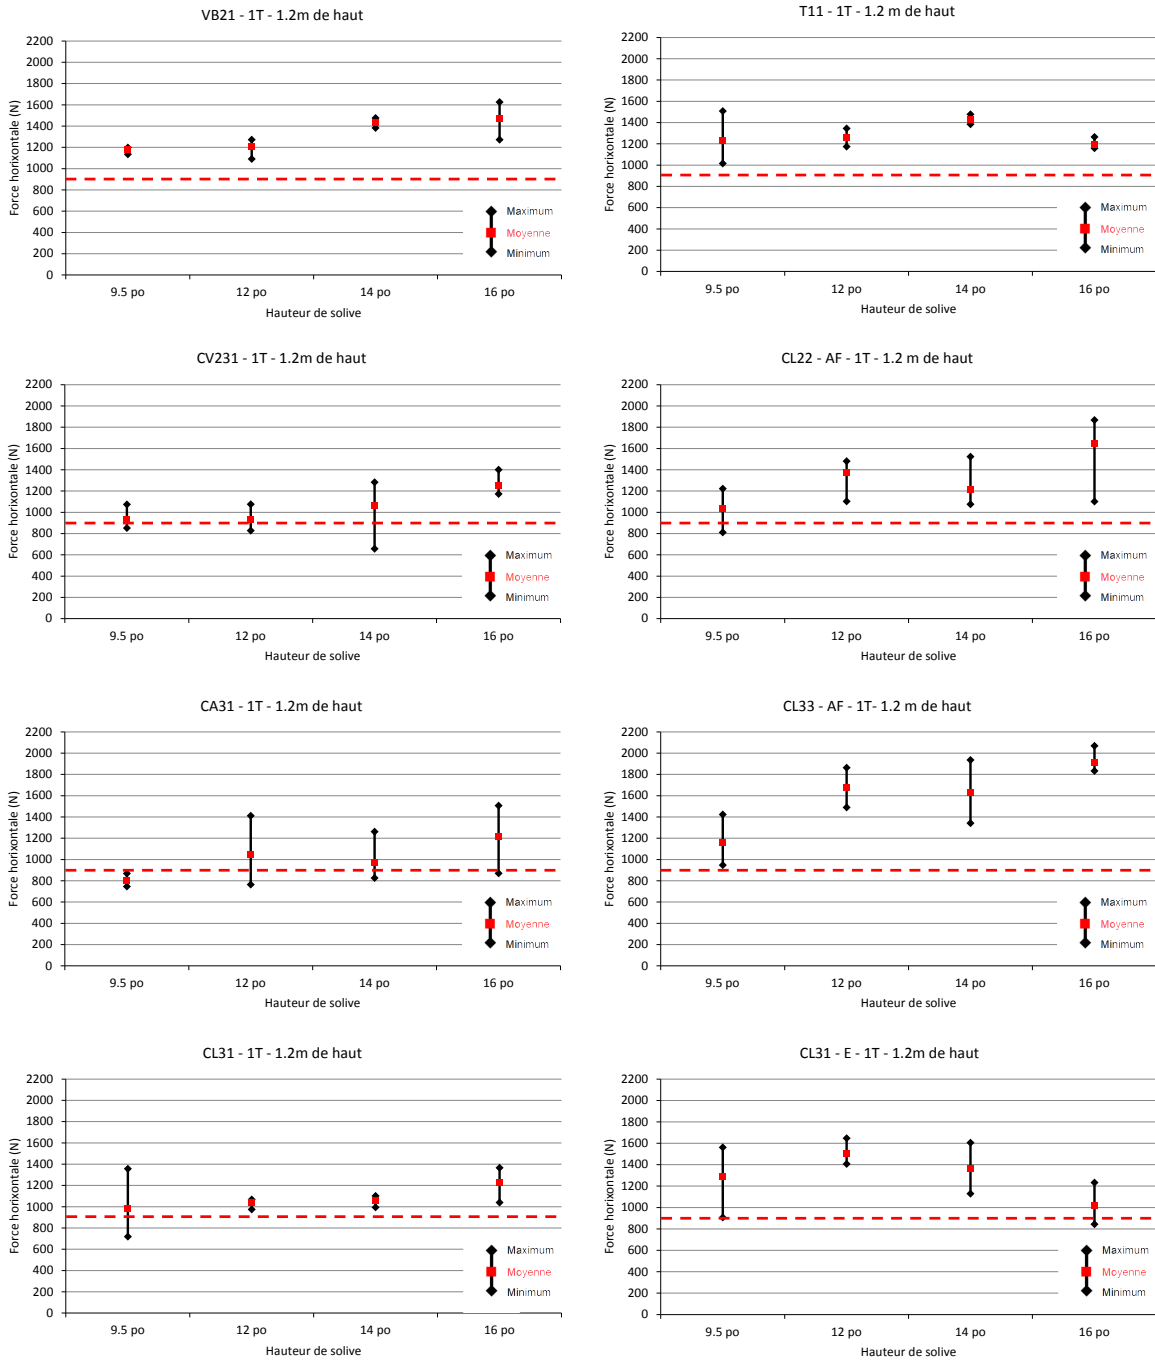 VB21 - 1T - 1.2m de haut
Force horixontale (N)
2200
2000
1800
1600
1400
1200
1000
800
600
400
200
0
Maximum
Moyenne
Minimum
9.5 po 12 po 14 po 16 po
Hauteur de solive
T11 - 1T - 1.2 m de haut
Force horixontale (N)
2200
2000
1800
1600
1400
1200
1000
800
600
400
200
0
Maximum
Moyenne
Minimum
9.5 po 12 po 14 po 16 po
Hauteur de solive
CV231 - 1T - 1.2m de haut
Force horixontale (N)
2200
2000
1800
1600
1400
1200
1000
800
600
400
200
0
Maximum
Moyenne
Minimum
9.5 po 12 po 14 po 16 po
Hauteur de solive
CL22 - AF - 1T - 1.2 m de haut
Force horixontale (N)
2200
2000
1800
1600
1400
1200
1000
800
600
400
200
0
Maximum
Moyenne
Minimum
9.5 po 12 po 14 po 16 po
Hauteur de solive
CA31 - 1T - 1.2m de haut
Force horixontale (N)
2200
2000
1800
1600
1400
1200
1000
800
600
400
200
0
Maximum
Moyenne
Minimum
9.5 po 12 po 14 po 16 po
Hauteur de solive
CL33 - AF - 1T- 1.2 m de haut
Force horixontale (N)
2200
2000
1800
1600
1400
1200
1000
800
600
400
200
0
Maximum
Moyenne
Minimum
9.5 po 12 po 14 po 16 po
Hauteur de solive
CL31 - 1T - 1.2m de haut
Force horixontale (N)
2200
2000
1800
1600
1400
1200
1000
800
600
400
200
0
Maximum
Moyenne
Minimum
9.5 po 12 po 14 po 16 po
Hauteur de solive
CL31 - E - 1T - 1.2m de haut
Force horixontale (N)
2200
2000
1800
1600
1400
1200
1000
800
600
400
200
0
Maximum
Moyenne
Minimum
9.5 po 12 po 14 po 16 po
Hauteur de solive